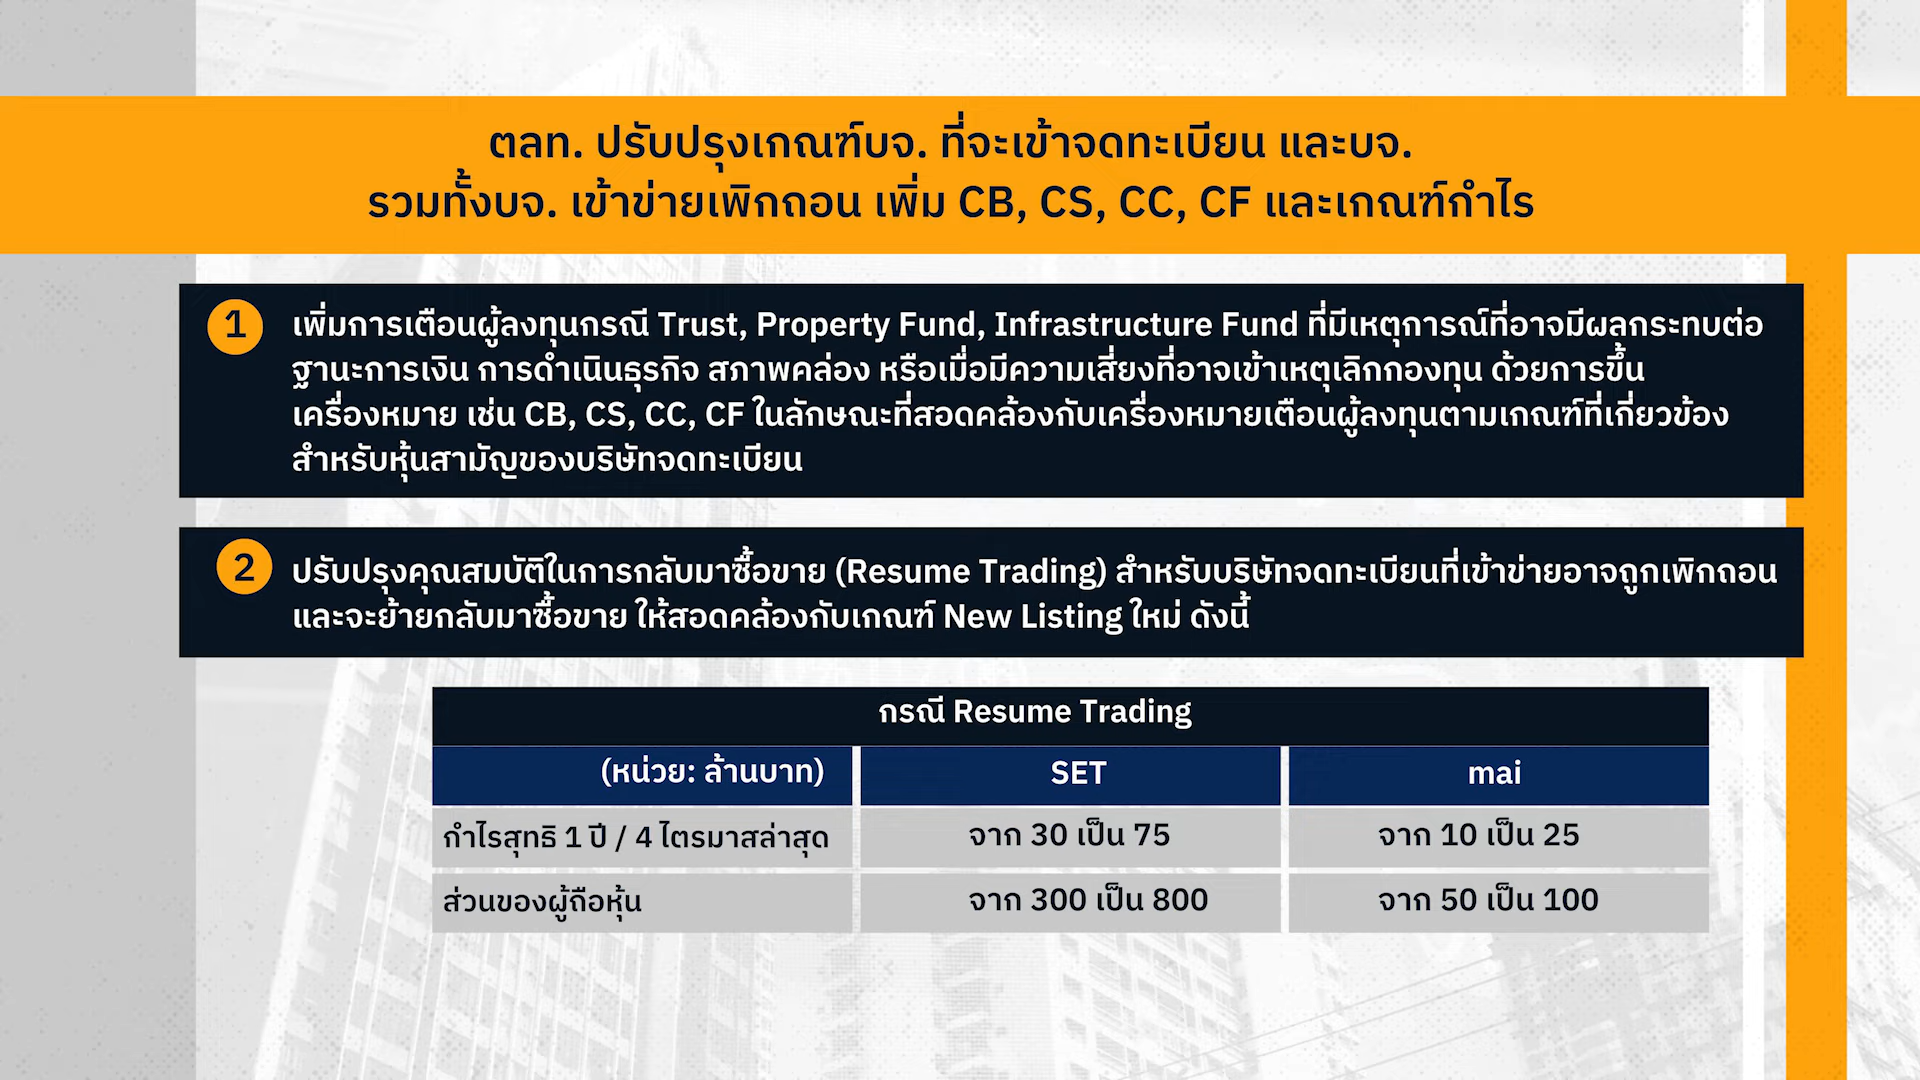 ตลท. ปรับปรุงเกณฑ์บจ. ที่จะเข้าจดทะเบียน และบจ.
รวมทั้งบจ. เข้าข่ายเพิกถอน เพิ่ม CB, CS, CC, CF และเกณฑ์กำไร
1 เพิ่มการเตือนผู้ลงทุนกรณี Trust, Property Fund, Infrastructure Fund ที่มีเหตุการณ์ที่อาจมีผลกระทบต่อ
ฐานะการเงิน การดำเนินธุรกิจ สภาพคล่อง หรือเมื่อมีความเสี่ยงที่อาจเข้าเหตุเลิกกองทุน ด้วยการขึ้น
เครื่องหมาย เช่น CB, CS, CC, CF ในลักษณะที่สอดคล้องกับเครื่องหมายเตือนผู้ลงทุนตามเกณฑ์ที่เกี่ยวข้อง
สำหรับหุ้นสามัญของบริษัทจดทะเบียน
2 ปรับปรุงคุณสมบัติในการกลับมาซื้อขาย (Resume Trading) สำหรับบริษัทจดทะเบียนที่เข้าข่ายอาจถูกเพิกถอน
และจะย้ายกลับมาซื้อขาย ให้สอดคล้องกับเกณฑ์ New Listing ใหม่ ดังนี้
กรณี Resume Trading
(หน่วย: ล้านบาท) SET mai
กำไรสุทธิ 1 ปี / 4 ไตรมาสล่าสุด จาก 30 เป็น 75 จาก 10 เป็น 25
ส่วนของผู้ถือหุ้น จาก 300 เป็น 800 จาก 50 เป็น 100